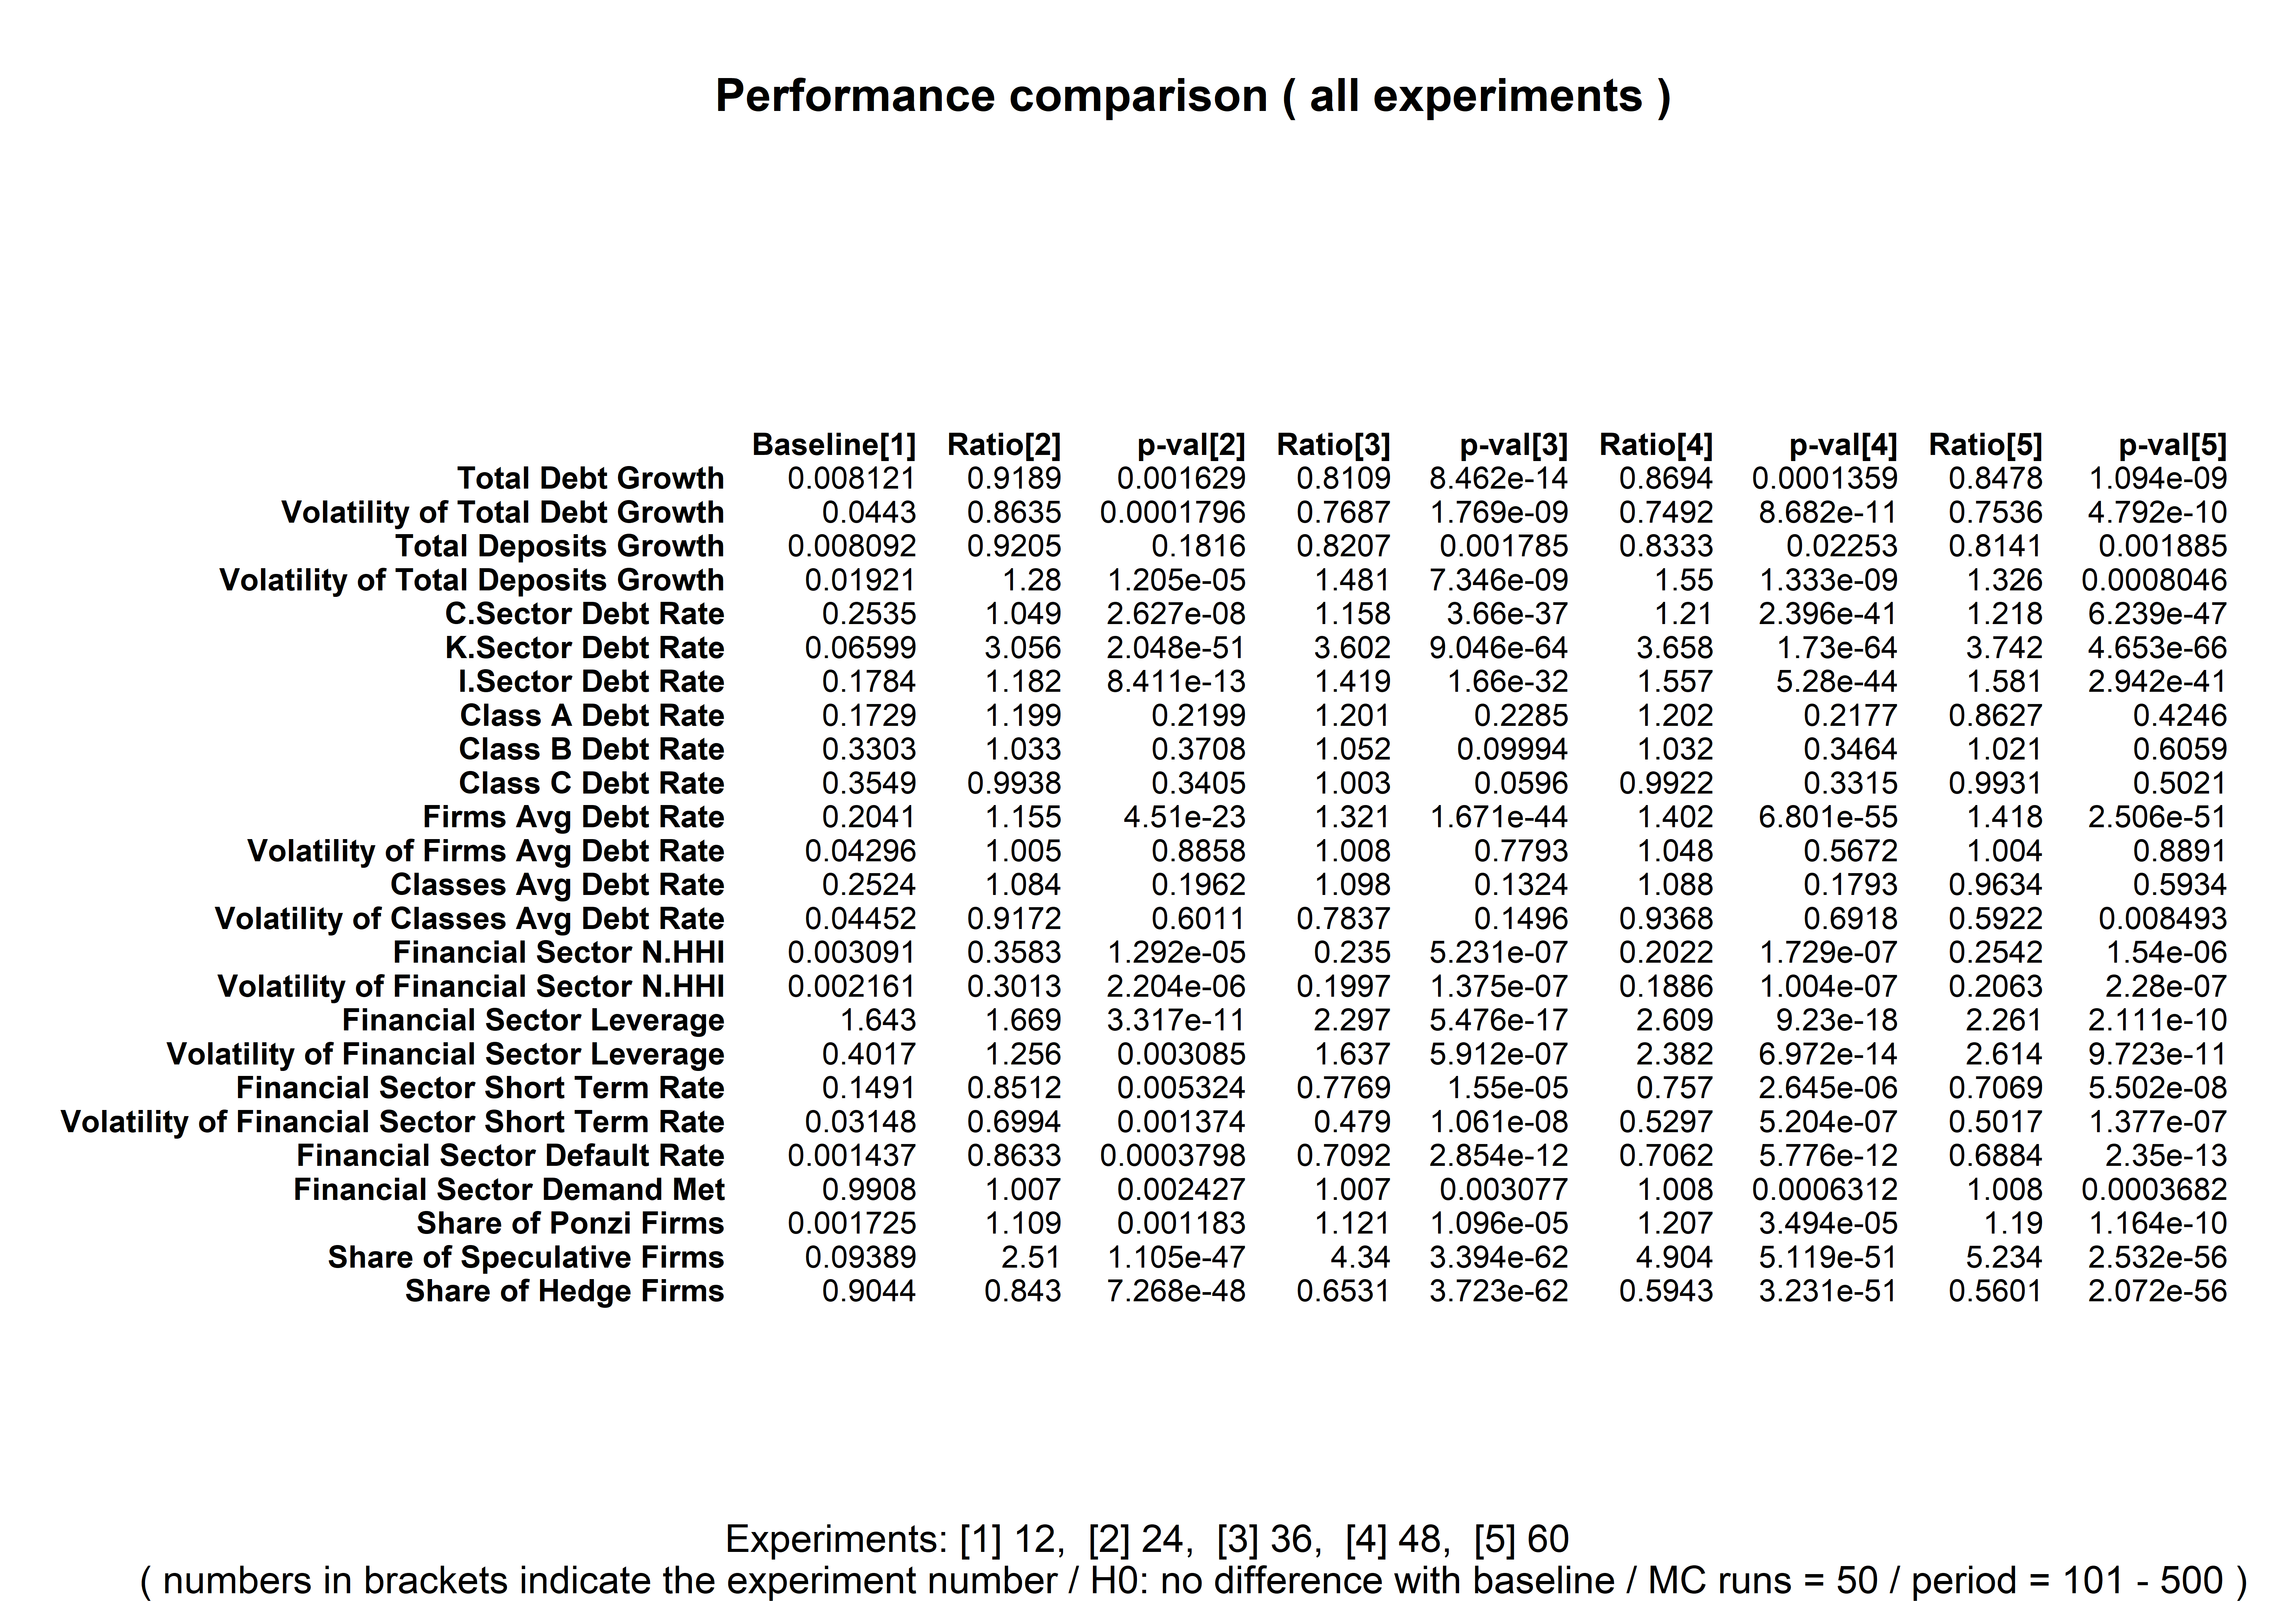 Performance comparison ( all experiments )
Baseline[1] Ratio[2] p-val[2] Ratio[3] p-val[3] Ratio[4] p-val[4] Ratio[5] p-val[5]
Total Debt Growth 0.008121 0.9189 0.001629 0.8109 8.462e-14 0.8694 0.0001359 0.8478 1.094e-09
Volatility of Total Debt Growth 0.0443 0.8635 0.0001796 0.7687 1.769e-09 0.7492 8.682e-11 0.7536 4.792e-10
Total Deposits Growth 0.008092 0.9205 0.1816 0.8207 0.001785 0.8333 0.02253 0.8141 0.001885
Volatility of Total Deposits Growth 0.01921 1.28 1.205e-05 1.481 7.346e-09 1.55 1.333e-09 1.326 0.0008046
C.Sector Debt Rate 0.2535 1.049 2.627e-08 1.158 3.66e-37 1.21 2.396e-41 1.218 6.239e-47
K.Sector Debt Rate 0.06599 3.056 2.048e-51 3.602 9.046e-64 3.658 1.73e-64 3.742 4.653e-66
I.Sector Debt Rate 0.1784 1.182 8.411e-13 1.419 1.66e-32 1.557 5.28e-44 1.581 2.942e-41
Class A Debt Rate 0.1729 1.199 0.2199 1.201 0.2285 1.202 0.2177 0.8627 0.4246
Class B Debt Rate 0.3303 1.033 0.3708 1.052 0.09994 1.032 0.3464 1.021 0.6059
Class C Debt Rate 0.3549 0.9938 0.3405 1.003 0.0596 0.9922 0.3315 0.9931 0.5021
Firms Avg Debt Rate 0.2041 1.155 4.51e-23 1.321 1.671e-44 1.402 6.801e-55 1.418 2.506e-51
Volatility of Firms Avg Debt Rate 0.04296 1.005 0.8858 1.008 0.7793 1.048 0.5672 1.004 0.8891
Classes Avg Debt Rate 0.2524 1.084 0.1962 1.098 0.1324 1.088 0.1793 0.9634 0.5934
Volatility of Classes Avg Debt Rate 0.04452 0.9172 0.6011 0.7837 0.1496 0.9368 0.6918 0.5922 0.008493
Financial Sector N.HHI 0.003091 0.3583 1.292e-05 0.235 5.231e-07 0.2022 1.729e-07 0.2542 1.54e-06
Volatility of Financial Sector N.HHI 0.002161 0.3013 2.204e-06 0.1997 1.375e-07 0.1886 1.004e-07 0.2063 2.28e-07
Financial Sector Leverage 1.643 1.669 3.317e-11 2.297 5.476e-17 2.609 9.23e-18 2.261 2.111e-10
Volatility of Financial Sector Leverage 0.4017 1.256 0.003085 1.637 5.912e-07 2.382 6.972e-14 2.614 9.723e-11
Financial Sector Short Term Rate 0.1491 0.8512 0.005324 0.7769 1.55e-05 0.757 2.645e-06 0.7069 5.502e-08
Volatility of Financial Sector Short Term Rate 0.03148 0.6994 0.001374 0.479 1.061e-08 0.5297 5.204e-07 0.5017 1.377e-07
Financial Sector Default Rate 0.001437 0.8633 0.0003798 0.7092 2.854e-12 0.7062 5.776e-12 0.6884 2.35e-13
Financial Sector Demand Met 0.9908 1.007 0.002427 1.007 0.003077 1.008 0.0006312 1.008 0.0003682
Share of Ponzi Firms 0.001725 1.109 0.001183 1.121 1.096e-05 1.207 3.494e-05 1.19 1.164e-10
Share of Speculative Firms 0.09389 2.51 1.105e-47 4.34 3.394e-62 4.904 5.119e-51 5.234 2.532e-56
Share of Hedge Firms 0.9044 0.843 7.268e-48 0.6531 3.723e-62 0.5943 3.231e-51 0.5601 2.072e-56
Experiments: [1] 12, [2] 24, [3] 36, [4] 48, [5] 60
( numbers in brackets indicate the experiment number / H0: no difference with baseline / MC runs = 50 / period = 101 - 500 )